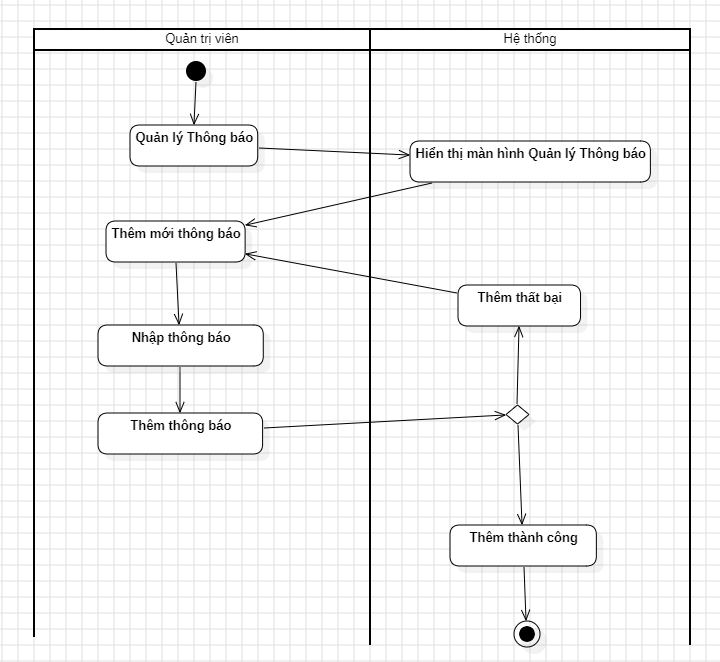 Quản trị viên
Hệ thống
Quản lý Thông báo
Hiển thị màn hình Quản lý Thông báo
Thêm mới thông báo
Thêm thất bại
Nhập thông báo
Thêm thông báo
Thêm thành công